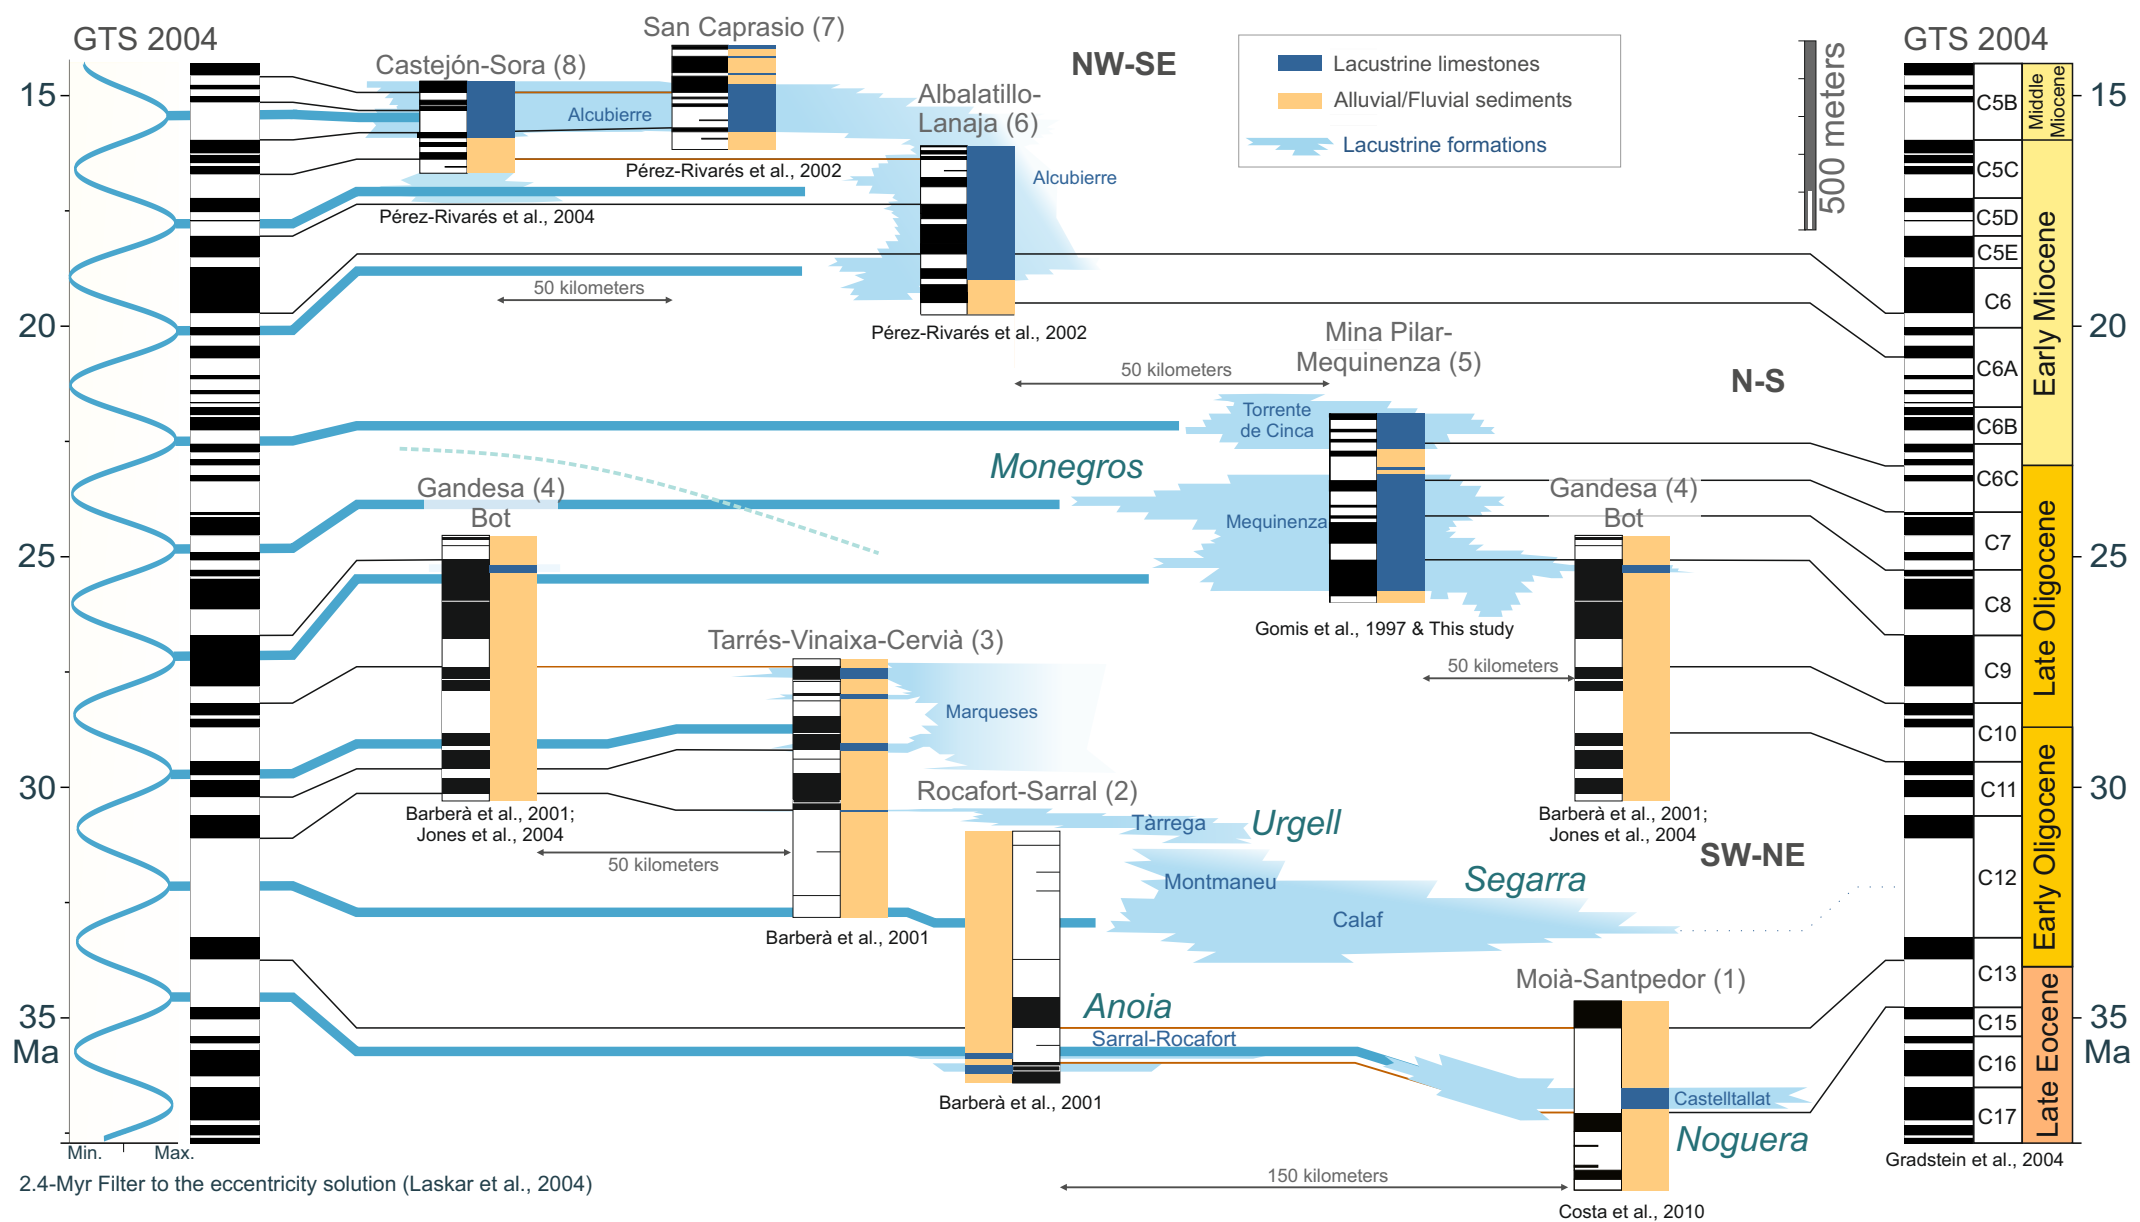 GTS 2004
San Caprasio (7)
GTS 2004
Castejón-Sora (8)
NW-SE
Lacustrine limestones
Alluvial/Fluvial sediments
Lacustrine formations
500 meters
Albalatillo-
Lanaja (6)
Alcubierre
Pérez-Rivarés et al., 2002
Pérez-Rivarés et al., 2004
Alcubierre
50 kilometers
Pérez-Rivarés et al., 2002
Mina Pilar-
Mequinenza (5)
50 kilometers
N-S
Torrente
de Cinca
Monegros
Gandesa (4)
Bot
Mequinenza
Gandesa (4)
Bot
Gomis et al., 1997 & This study
Tarrés-Vinaixa-Cervià (3)
50 kilometers
Marqueses
Rocafort-Sarral (2)
Barberà et al., 2001;
Jones et al., 2004
Tàrrega
Urgell
Barberà et al., 2001;
Jones et al., 2004
SW-NE
50 kilometers
Montmaneu
Segarra
Calaf
Barberà et al., 2001
Moià-Santpedor (1)
Anoia
Sarral-Rocafort
Castelltallat
Barberà et al., 2001
Noguera
150 kilometers
Costa et al., 2010
15
20
25
30
35
Ma
Min.
Max.
2.4-Myr Filter to the eccentricity solution (Laskar et al., 2004)
C5B
C5C
C5D
C5E
C6
C6A
C6B
C6C
C7
C8
C9
C10
C11
C12
C13
C15
C16
C17
Middle
Miocene
Early Miocene
Late Oligocene
Early Oligocene
Late Eocene
15
20
25
30
35
Ma
Gradstein et al., 2004